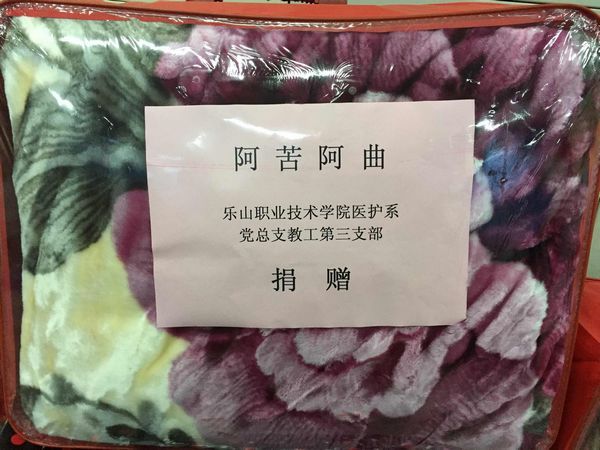 阿苦阿曲
乐山职业技术学院医护系
党总支教工第三支部
捐赠